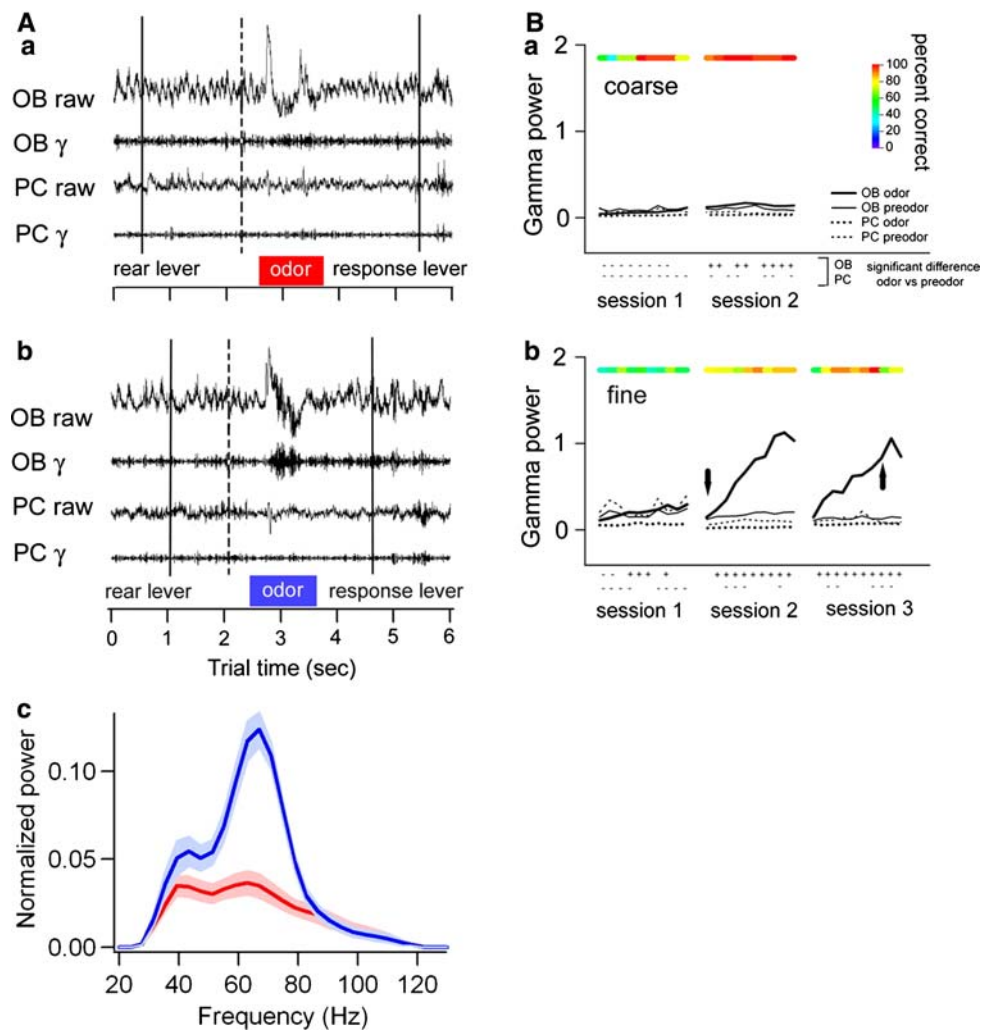 A
a
OB raw
OB γ
PC raw
PC γ
rear lever odor response lever
b
OB raw
OB γ
PC raw
PC γ
rear lever odor response lever
0 1 2 3 4 5 6
Trial time (sec)
c
Normalized power
0.10
0.05
0.00
20 40 60 80 100 120
Frequency (Hz)
B
a
Gamma power
2
1
0
coarse
100
80
60
40
20
0
percent correct
OB odor
OB preodor
PC odor
PC preodor
- - - - - - - -
- - - - - - - - - -
+ + + + + + + +
- - - - - -
OB significant difference
PC odor vs preodor
session 1 session 2
b
Gamma power
2
1
0
fine
- - + + + +
- - - -
+ + + + + + + + + +
- - - -
+ + + + + + + + + +
- - - - -
session 1 session 2 session 3